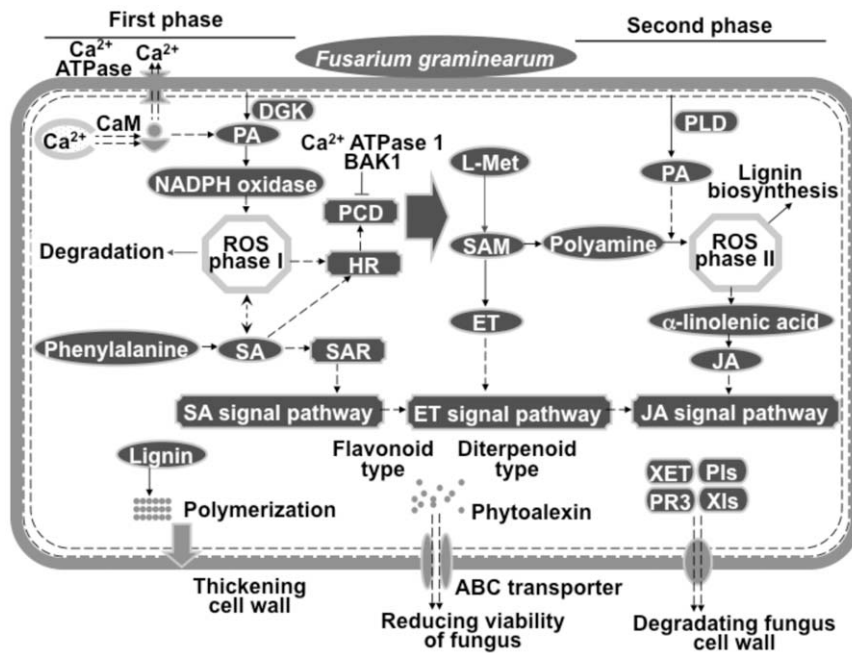 First phase
Second phase
Ca2+
ATPase
Ca2+
Fusarium graminearum
CaM
Ca2+
DGK
PA
NADPH oxidase
Ca2+ ATPase 1
BAK1
PCD
L-Met
PLD
PA
Lignin
biosynthesis
Degradation
ROS
phase I
HR
SAM
Polyamine
ROS
phase II
ET
α-linolenic acid
Phenylalanine
SA
SAR
JA
SA signal pathway
ET signal pathway
JA signal pathway
Lignin
Flavonoid
type
Diterpenoid
type
XET
PIs
PR3
XIs
Polymerization
Phytoalexin
Thickening
cell wall
ABC transporter
Reducing viability
of fungus
Degrading fungus
cell wall